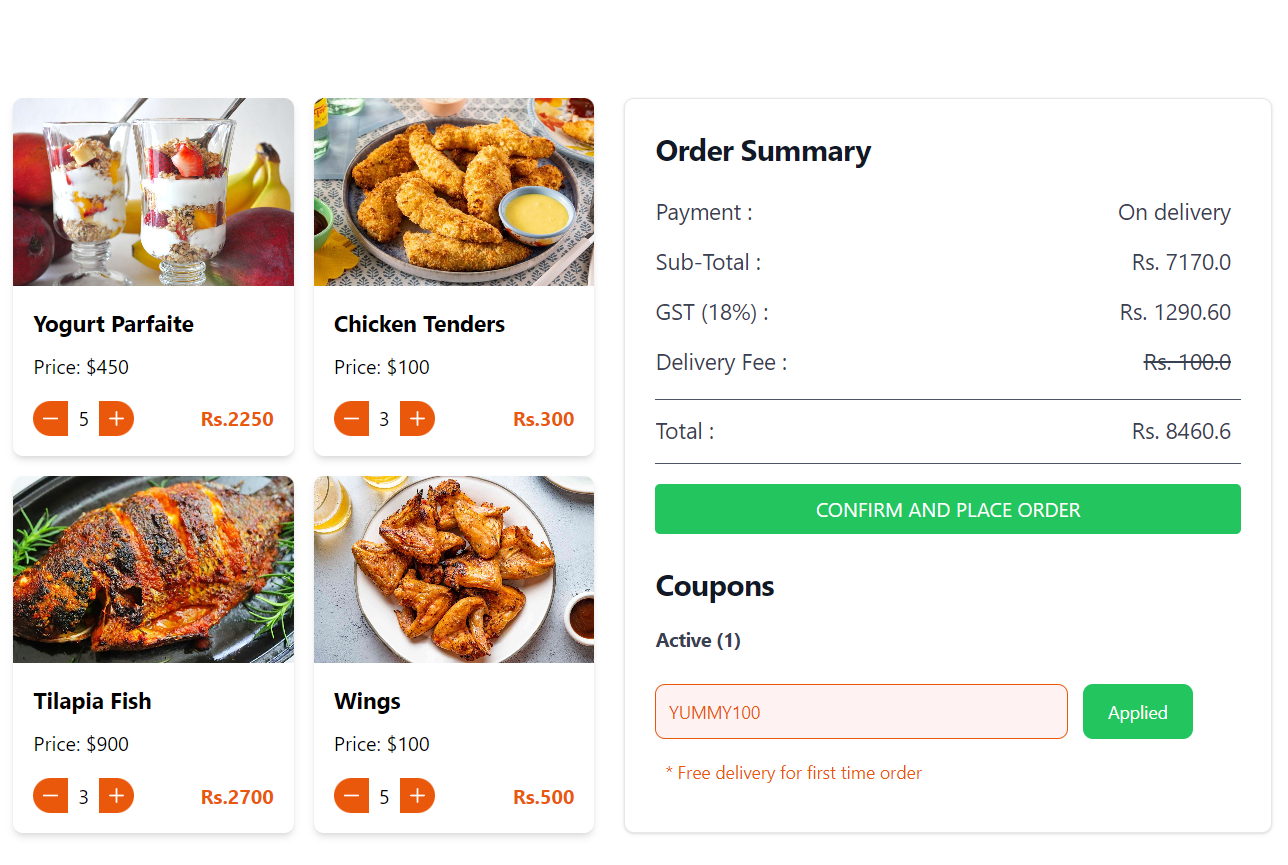 Yogurt Parfaite
Price: $450
5
Rs.2250
Chicken Tenders
Price: $100
3
Rs.300
Tilapia Fish
Price: $900
3
Rs.2700
Wings
Price: $100
5
Rs.500
Order Summary
Payment : On delivery
Sub-Total : Rs. 7170.0
GST (18%) : Rs. 1290.60
Delivery Fee : Rs. 100.0
Total : Rs. 8460.6
CONFIRM AND PLACE ORDER
Coupons
Active (1)
YUMMY100 Applied
* Free delivery for first time order